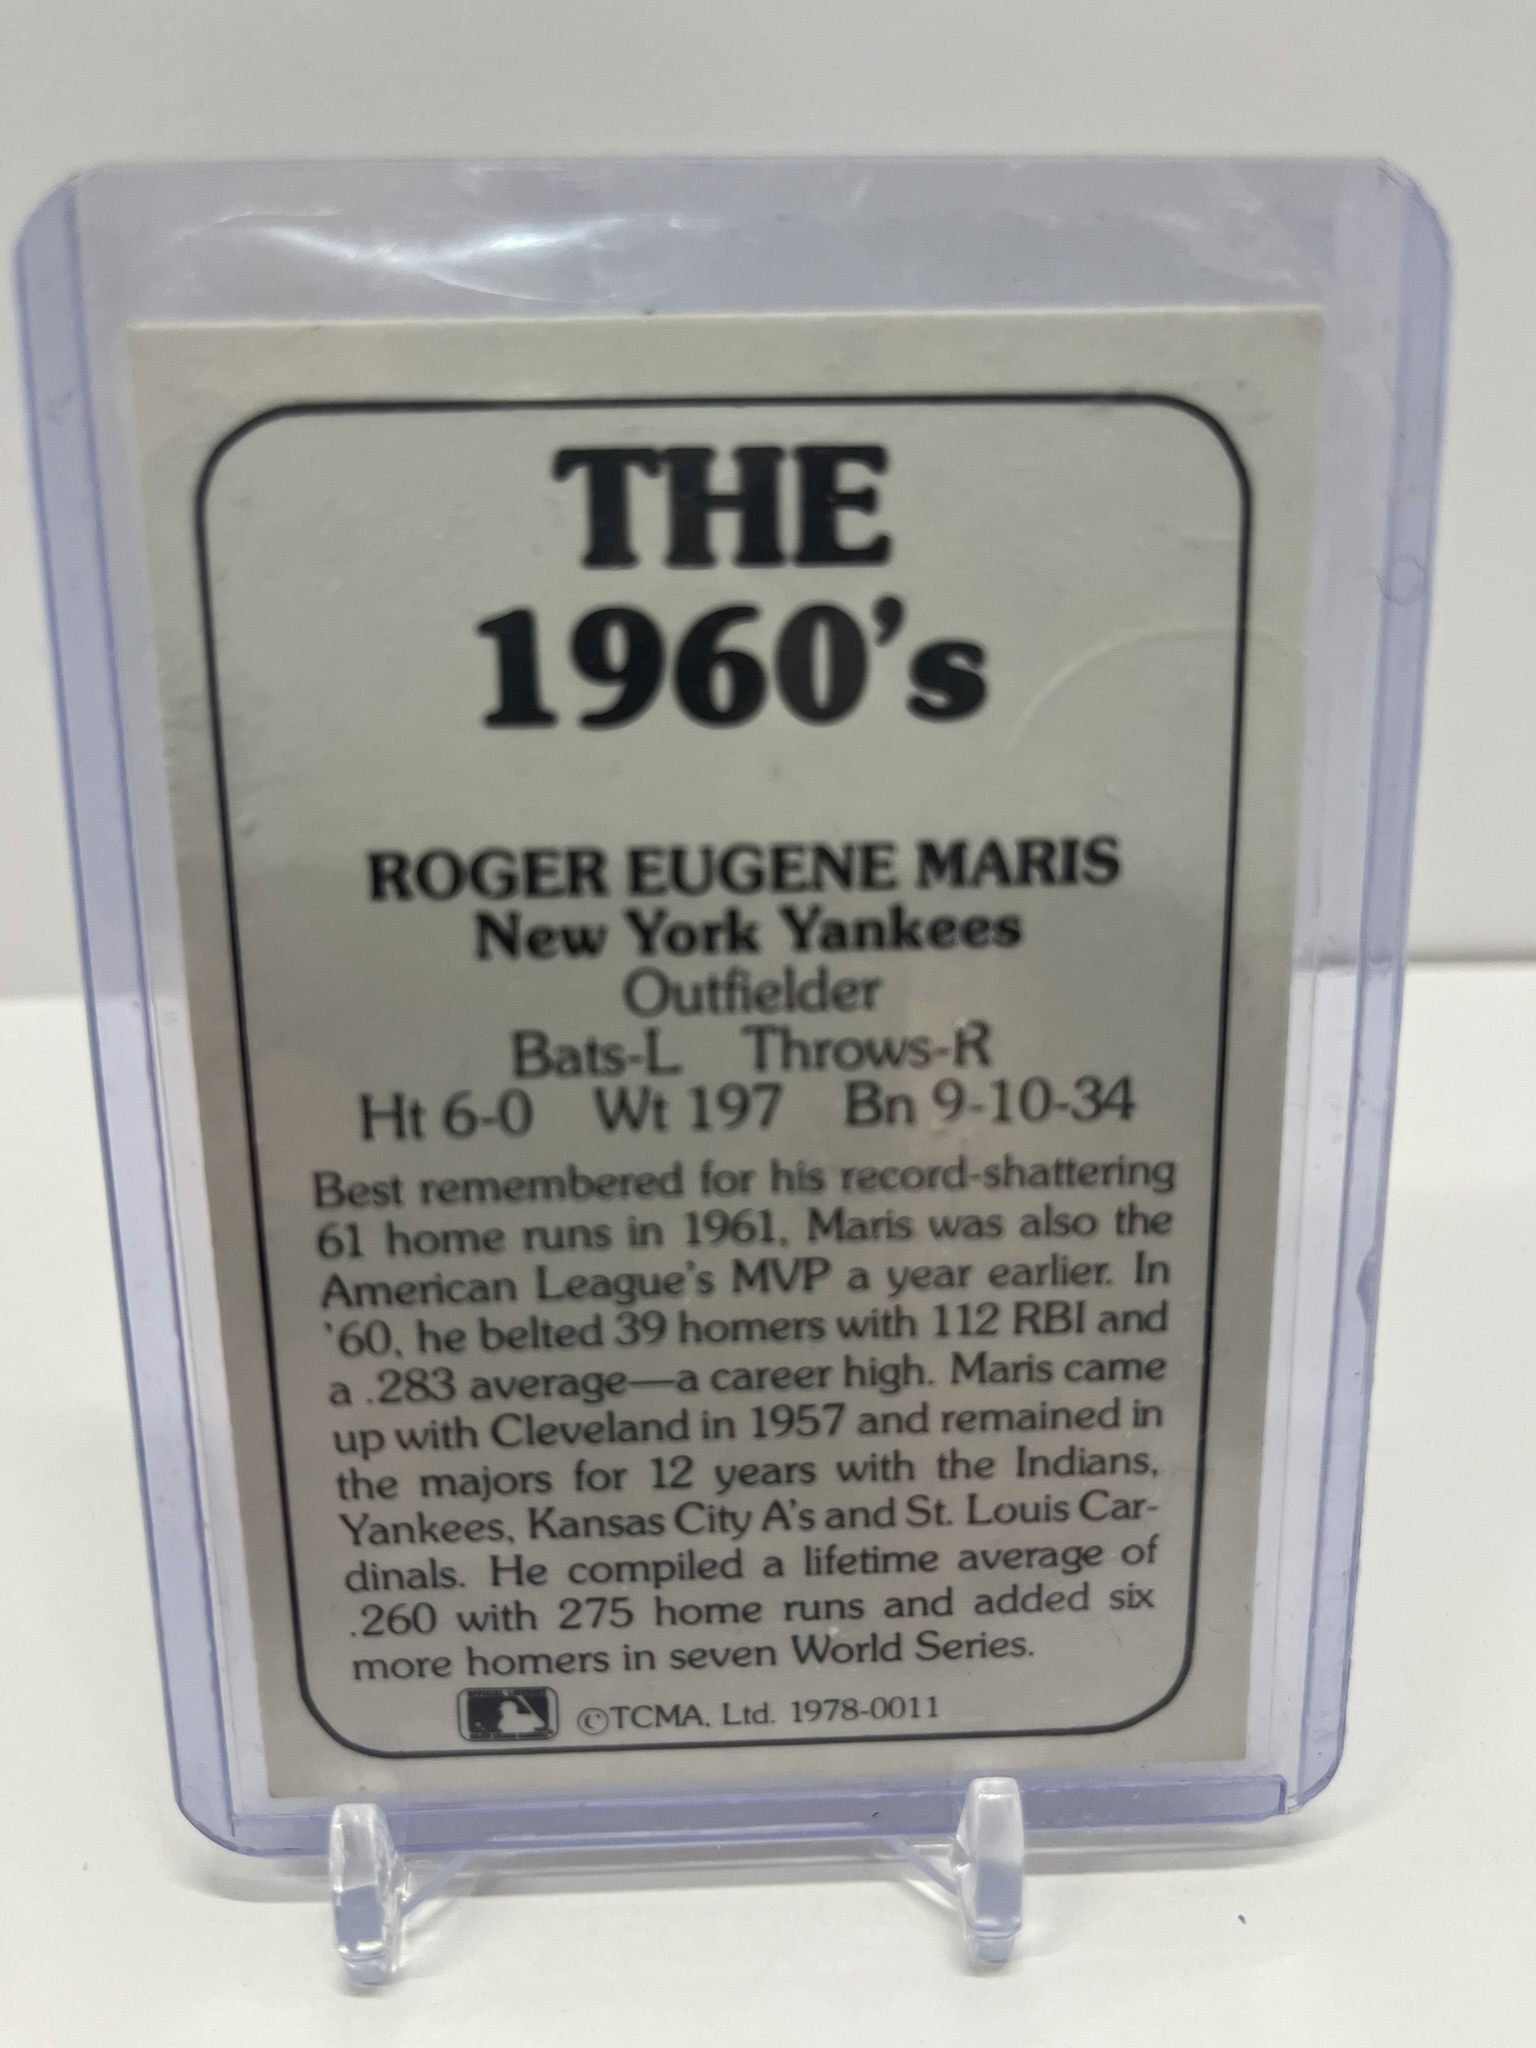 THE
1960's
ROGER EUGENE MARIS
New York Yankees
Outfielder
Bats-L Throws-R
Ht 6-0 Wt 197 Bn 9-10-34
Best remembered for his record-shattering
61 home runs in 1961, Maris was also the
American League's MVP a year earlier. In
'60, he belted 39 homers with 112 RBI and
a .283 average—a career high. Maris came
up with Cleveland in 1957 and remained in
the majors for 12 years with the Indians,
Yankees, Kansas City A's and St. Louis Car-
dinals. He compiled a lifetime average of
.260 with 275 home runs and added six
more homers in seven World Series.
©TCMA, Ltd. 1978-0011